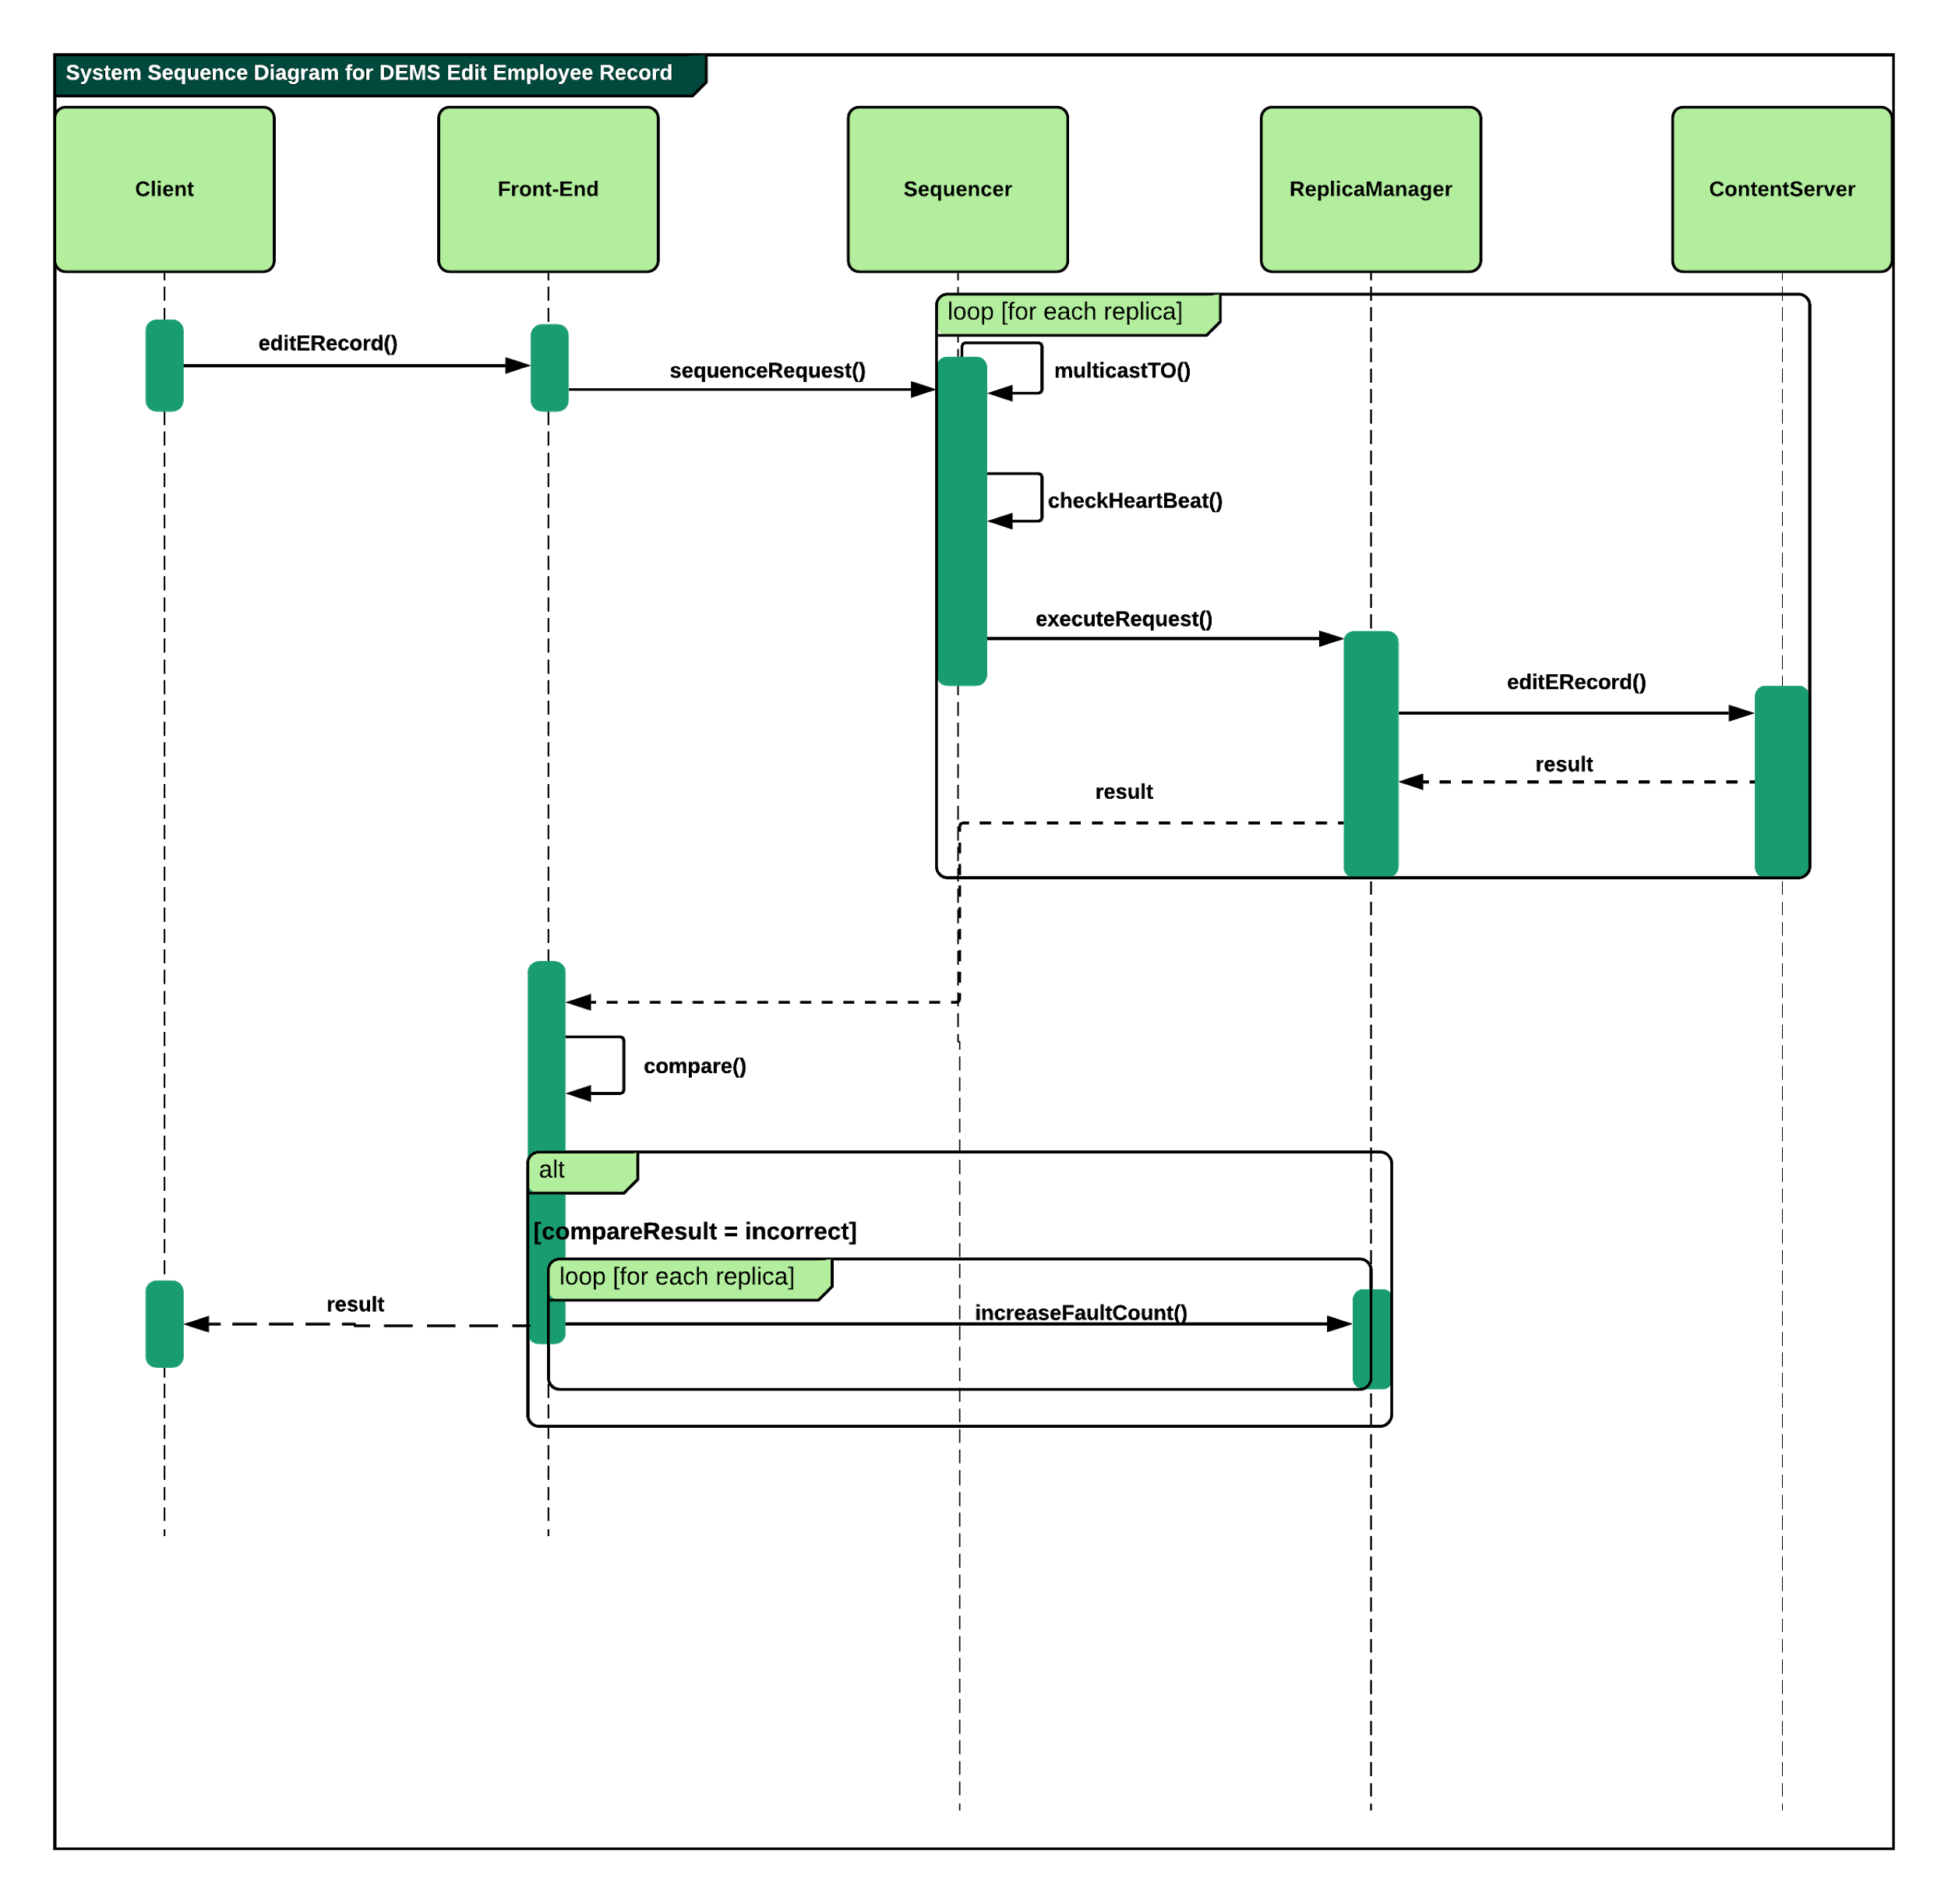 System Sequence Diagram for DEMS Edit Employee Record
Client
Front-End
Sequencer
ReplicaManager
ContentServer
loop [for each replica]
editERecord()
sequenceRequest()
multicastTO()
checkHeartBeat()
executeRequest()
editERecord()
result
result
compare()
alt
[compareResult = incorrect]
loop [for each replica]
result
increaseFaultCount()